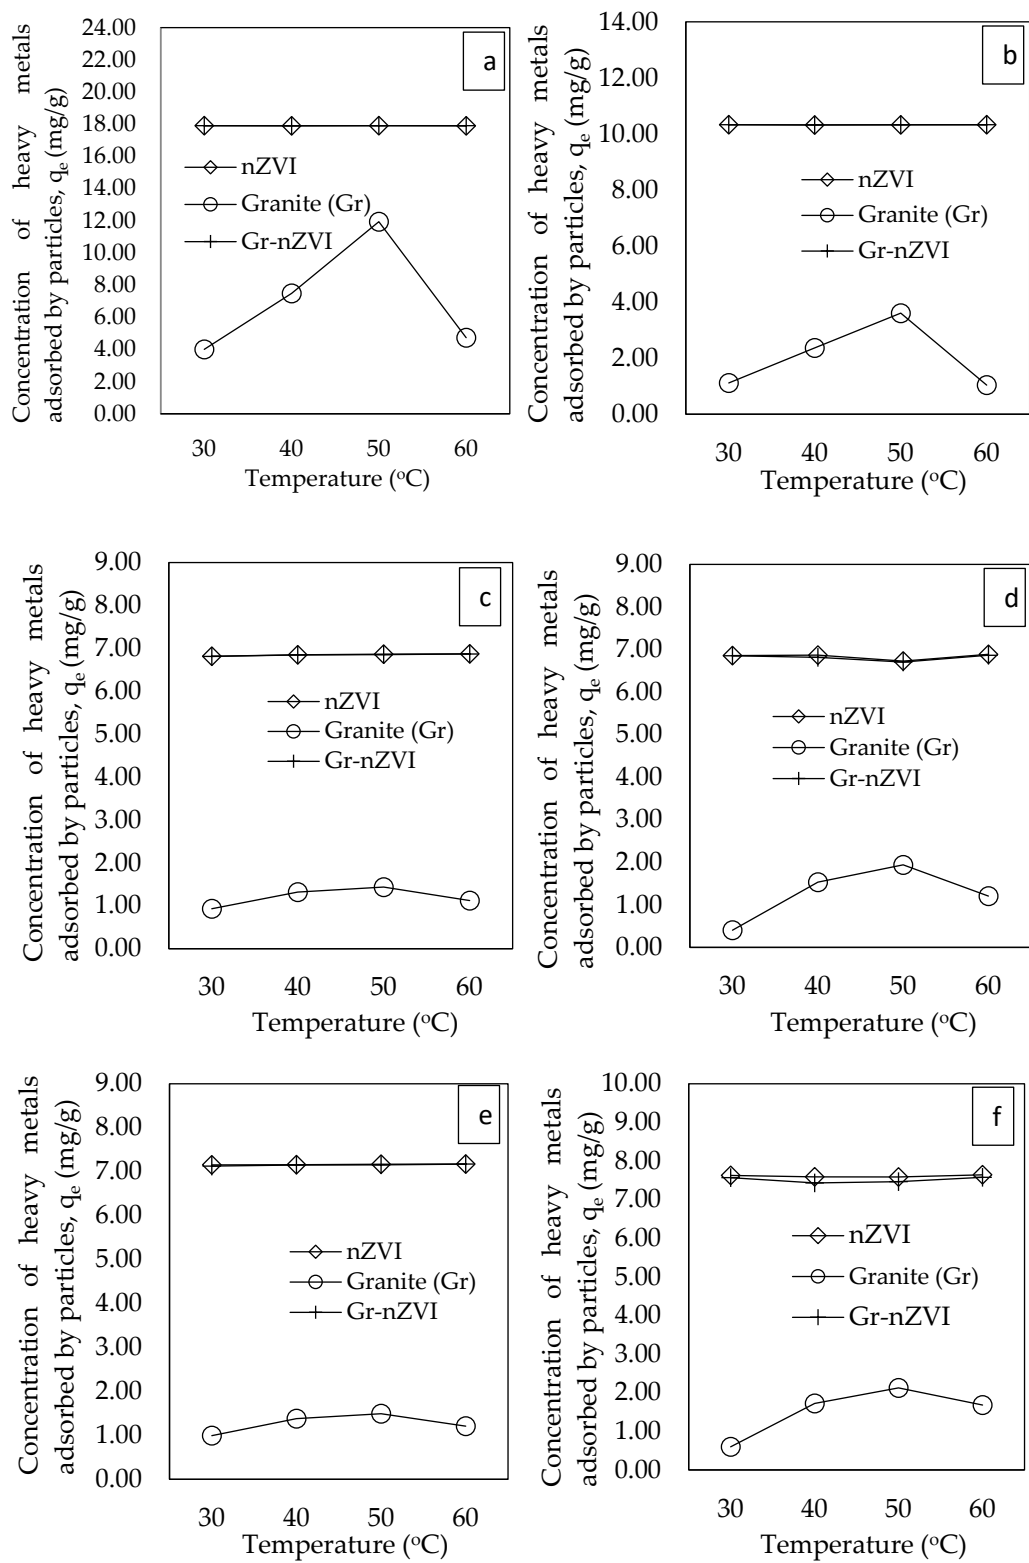 Concentration of heavy metals
adsorbed by particles, qe (mg/g)
24.00
22.00
20.00
18.00
16.00
14.00
12.00
10.00
8.00
6.00
4.00
2.00
0.00
a
nZVI
Granite (Gr)
Gr-nZVI
30 40 50 60
Temperature (oC)
Concentration of heavy metals
adsorbed by particles, qe (mg/g)
14.00
12.00
10.00
8.00
6.00
4.00
2.00
0.00
b
nZVI
Granite (Gr)
Gr-nZVI
30 40 50 60
Temperature (oC)
Concentration of heavy metals
adsorbed by particles, qe (mg/g)
9.00
8.00
7.00
6.00
5.00
4.00
3.00
2.00
1.00
0.00
c
nZVI
Granite (Gr)
Gr-nZVI
30 40 50 60
Temperature (oC)
Concentration of heavy metals
adsorbed by particles, qe (mg/g)
9.00
8.00
7.00
6.00
5.00
4.00
3.00
2.00
1.00
0.00
d
nZVI
Granite (Gr)
Gr-nZVI
30 40 50 60
Temperature (oC)
Concentration of heavy metals
adsorbed by particles, qe (mg/g)
9.00
8.00
7.00
6.00
5.00
4.00
3.00
2.00
1.00
0.00
e
nZVI
Granite (Gr)
Gr-nZVI
30 40 50 60
Temperature (oC)
Concentration of heavy metals
adsorbed by particles, qe (mg/g)
10.00
9.00
8.00
7.00
6.00
5.00
4.00
3.00
2.00
1.00
0.00
f
nZVI
Granite (Gr)
Gr-nZVI
30 40 50 60
Temperature (oC)